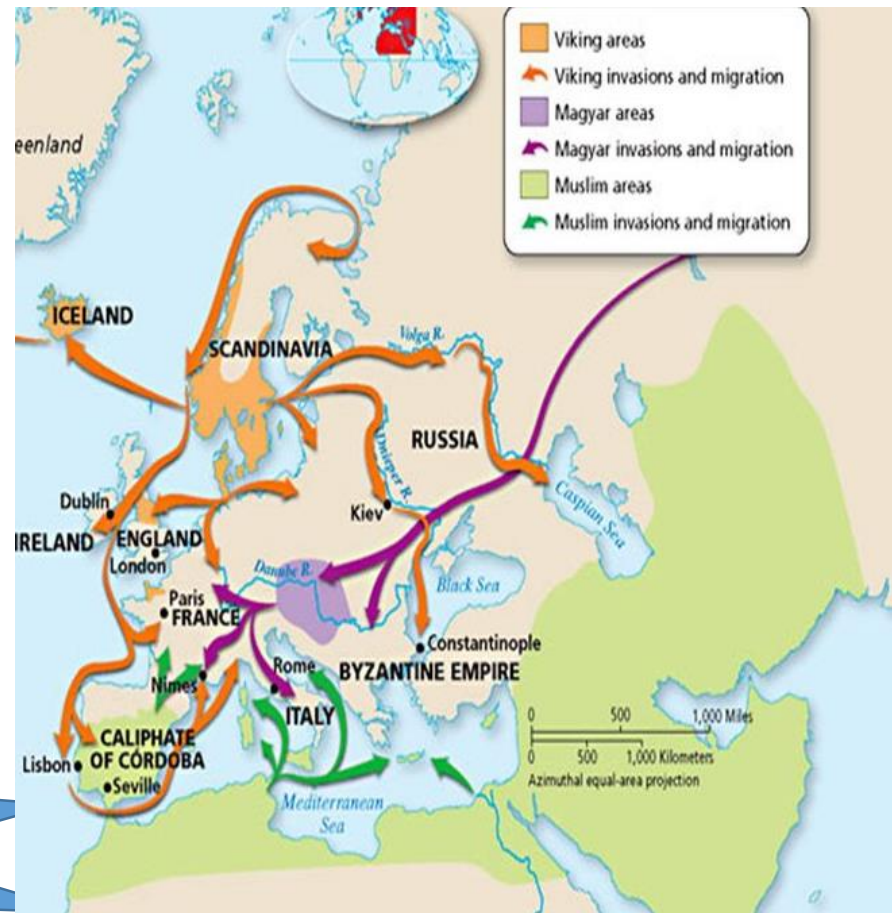 Viking areas
Viking invasions and migration
Magyar areas
Magyar invasions and migration
Muslim areas
Muslim invasions and migration
eenland
ICELAND
SCANDINAVIA
Volga R.
RUSSIA
Dnieper R.
Caspian Sea
Dublin
Kiev
IRELAND
ENGLAND
London
Danube R.
Black Sea
Paris
FRANCE
Constantinople
Nîmes
Rome
BYZANTINE EMPIRE
ITALY
CALIPHATE
OF CÓRDOBA
Lisbon
Seville
Mediterranean
Sea
0 500 1,000 Miles
0 500 1,000 Kilometers
Azimuthal equal-area projection